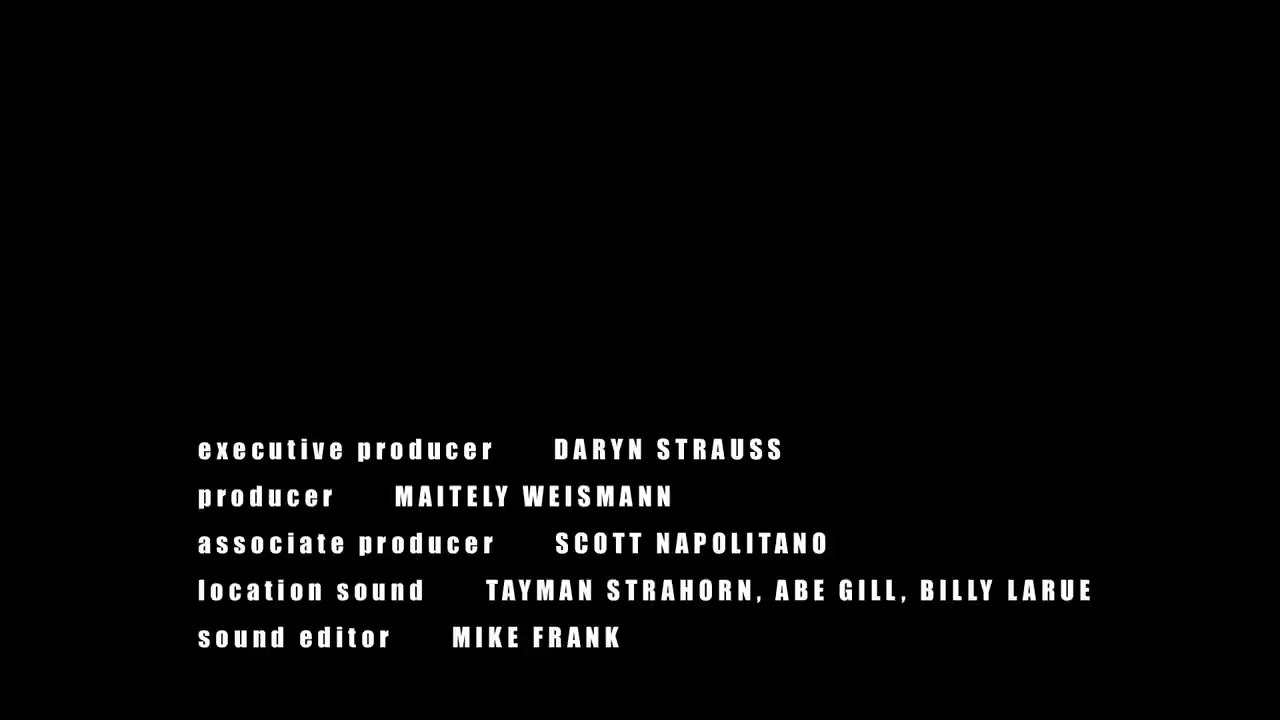 executive producer DARYN STRAUSS
producer MAITELY WEISMANN
associate producer SCOTT NAPOLITANO
location sound TAYMAN STRAHORN, ABE GILL, BILLY LARUE
sound editor MIKE FRANK